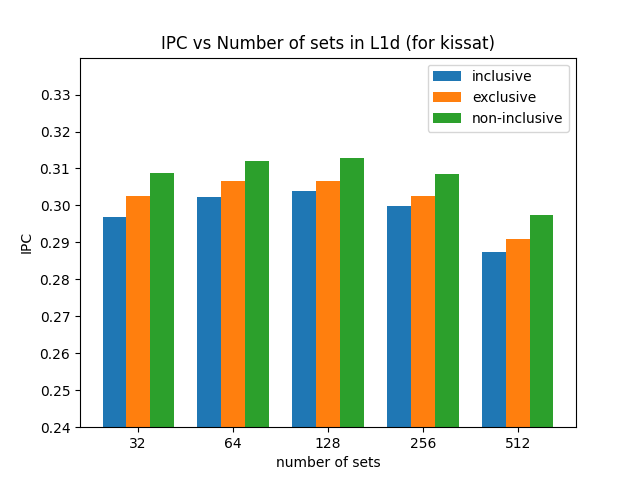 IPC vs Number of sets in L1d (for kissat)
inclusive
exclusive
non-inclusive
IPC
0.33
0.32
0.31
0.30
0.29
0.28
0.27
0.26
0.25
0.24
32 64 128 256 512
number of sets